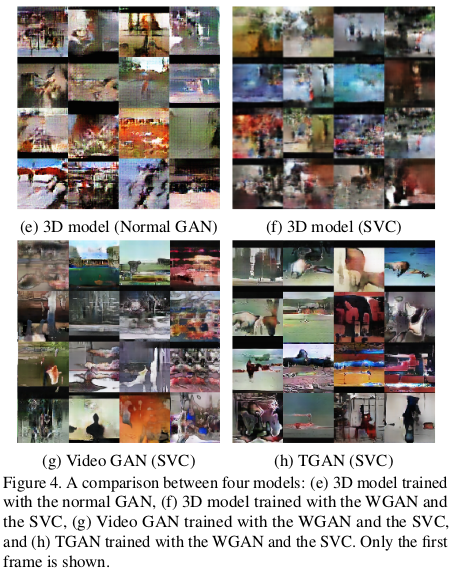 (e) 3D model (Normal GAN)
(f) 3D model (SVC)
(g) Video GAN (SVC)
(h) TGAN (SVC)
Figure 4. A comparison between four models: (e) 3D model trained
with the normal GAN, (f) 3D model trained with the WGAN and
the SVC, (g) Video GAN trained with the WGAN and the SVC,
and (h) TGAN trained with the WGAN and the SVC. Only the first
frame is shown.